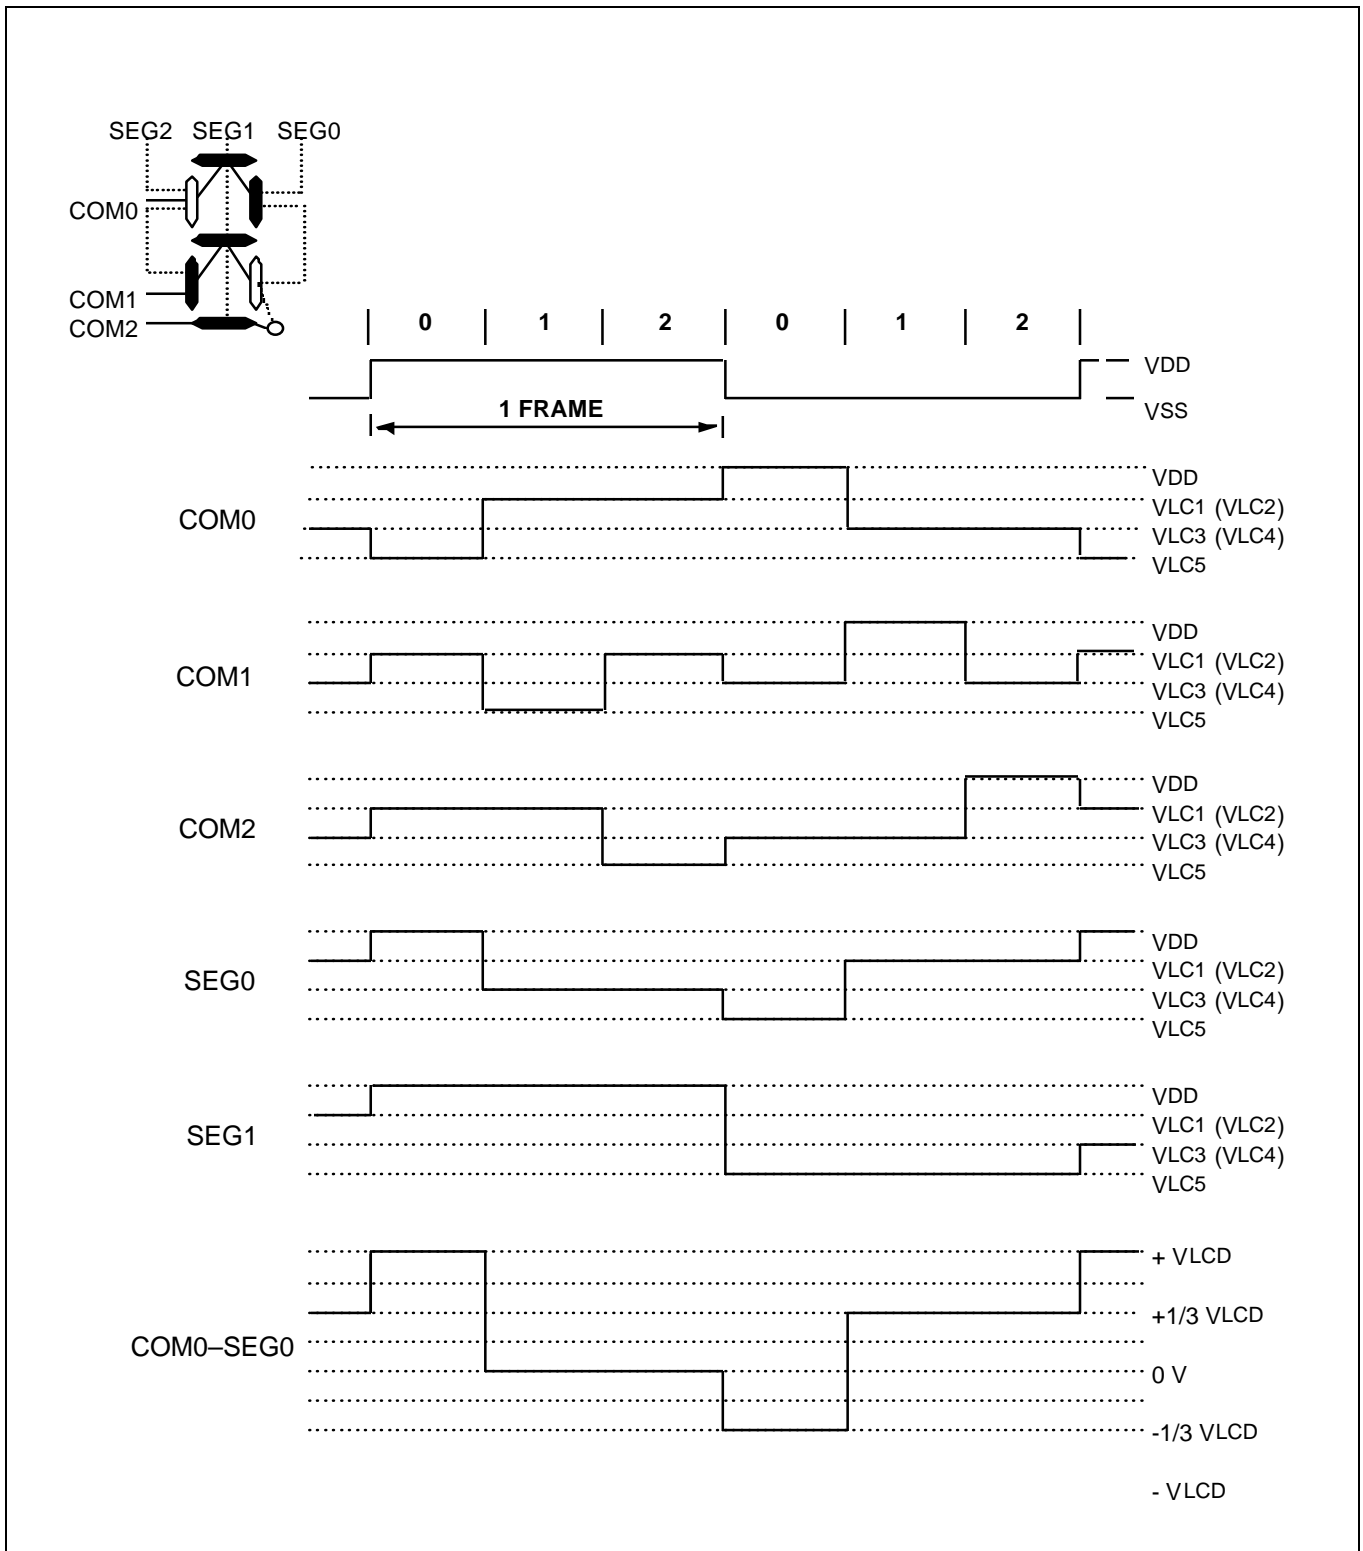 SEG2 SEG1 SEG0
COM0
COM1
COM2
0 1 2 0 1 2
VDD
VSS
1 FRAME
COM0
VDD
VLC1 (VLC2)
VLC3 (VLC4)
VLC5
COM1
VDD
VLC1 (VLC2)
VLC3 (VLC4)
VLC5
COM2
VDD
VLC1 (VLC2)
VLC3 (VLC4)
VLC5
SEG0
VDD
VLC1 (VLC2)
VLC3 (VLC4)
VLC5
SEG1
VDD
VLC1 (VLC2)
VLC3 (VLC4)
VLC5
COM0–SEG0
+ VLCD
+1/3 VLCD
0 V
-1/3 VLCD
- VLCD